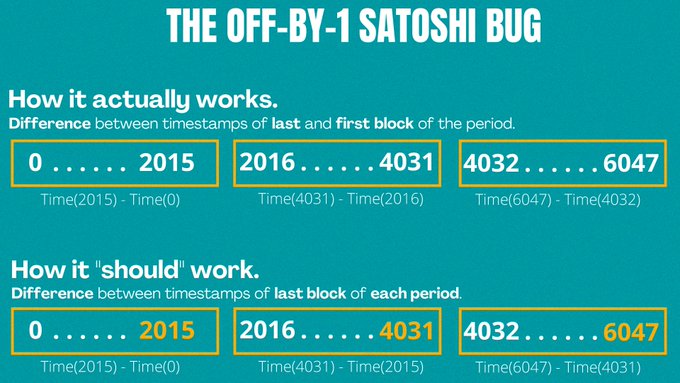 THE OFF-BY-1 SATOSHI BUG
How it actually works.
Difference between timestamps of last and first block of the period.
0 . . . . . . 2015
2016 . . . . . . 4031
4032 . . . . . . 6047
Time(2015) - Time(0)
Time(4031) - Time(2016)
Time(6047) - Time(4032)
How it "should" work.
Difference between timestamps of last block of each period.
0 . . . . . . 2015
2016 . . . . . . 4031
4032 . . . . . . 6047
Time(2015) - Time(0)
Time(4031) - Time(2015)
Time(6047) - Time(4031)